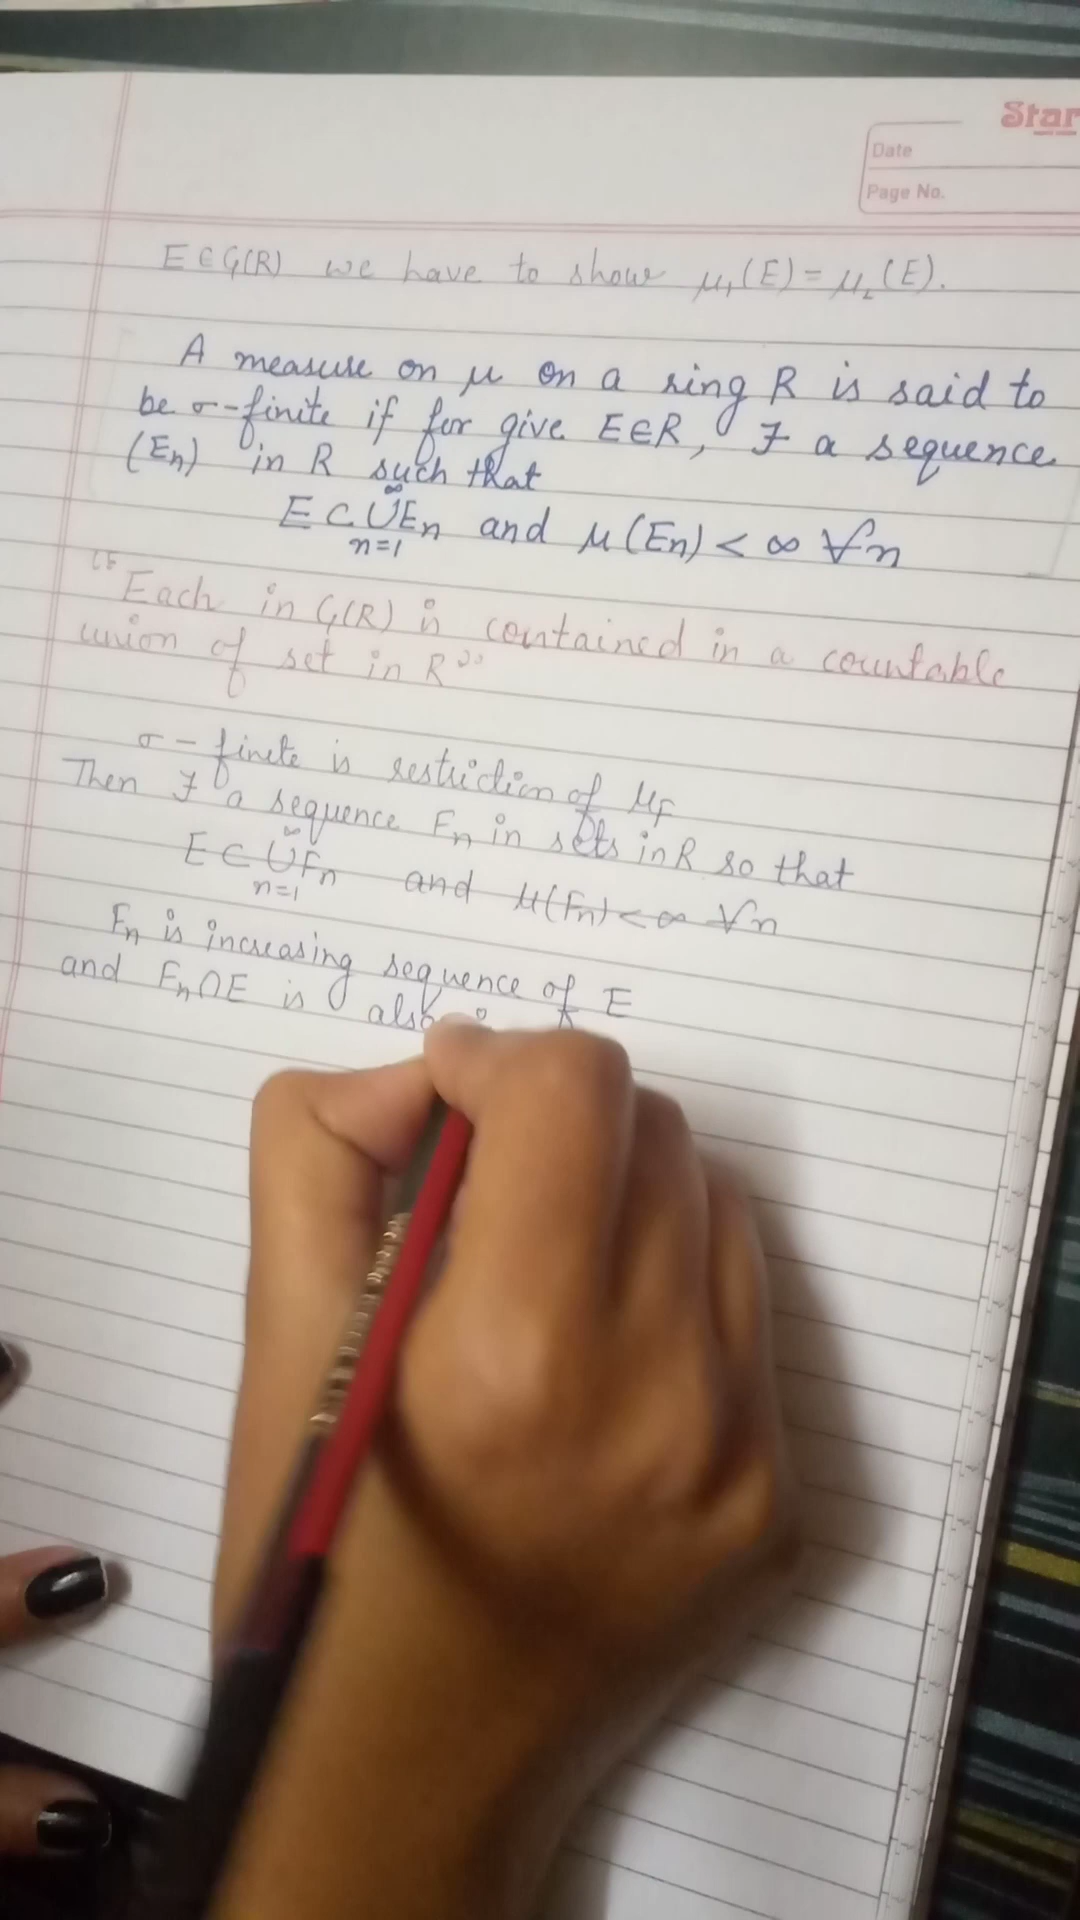 Star
Date
Page No.
E ∈ G(R) we have to show μ₁(E) = μ₂(E).
A measure on μ on a ring R is said to
be σ-finite if for give E∈R, ∃ a sequence
(En) in R such that
E ⊂ ∞∪n=1 En and μ(En) < ∞ ∀n
"Each in G(R) is contained in a countable
union of set in R"
σ-finite is restriction of μF
Then ∃ a sequence Fn in sets in R so that
E ⊂ ∞∪n=1 Fn and μ(Fn) < ∞ ∀n
Fn is increasing sequence of E
and Fn∩E is also